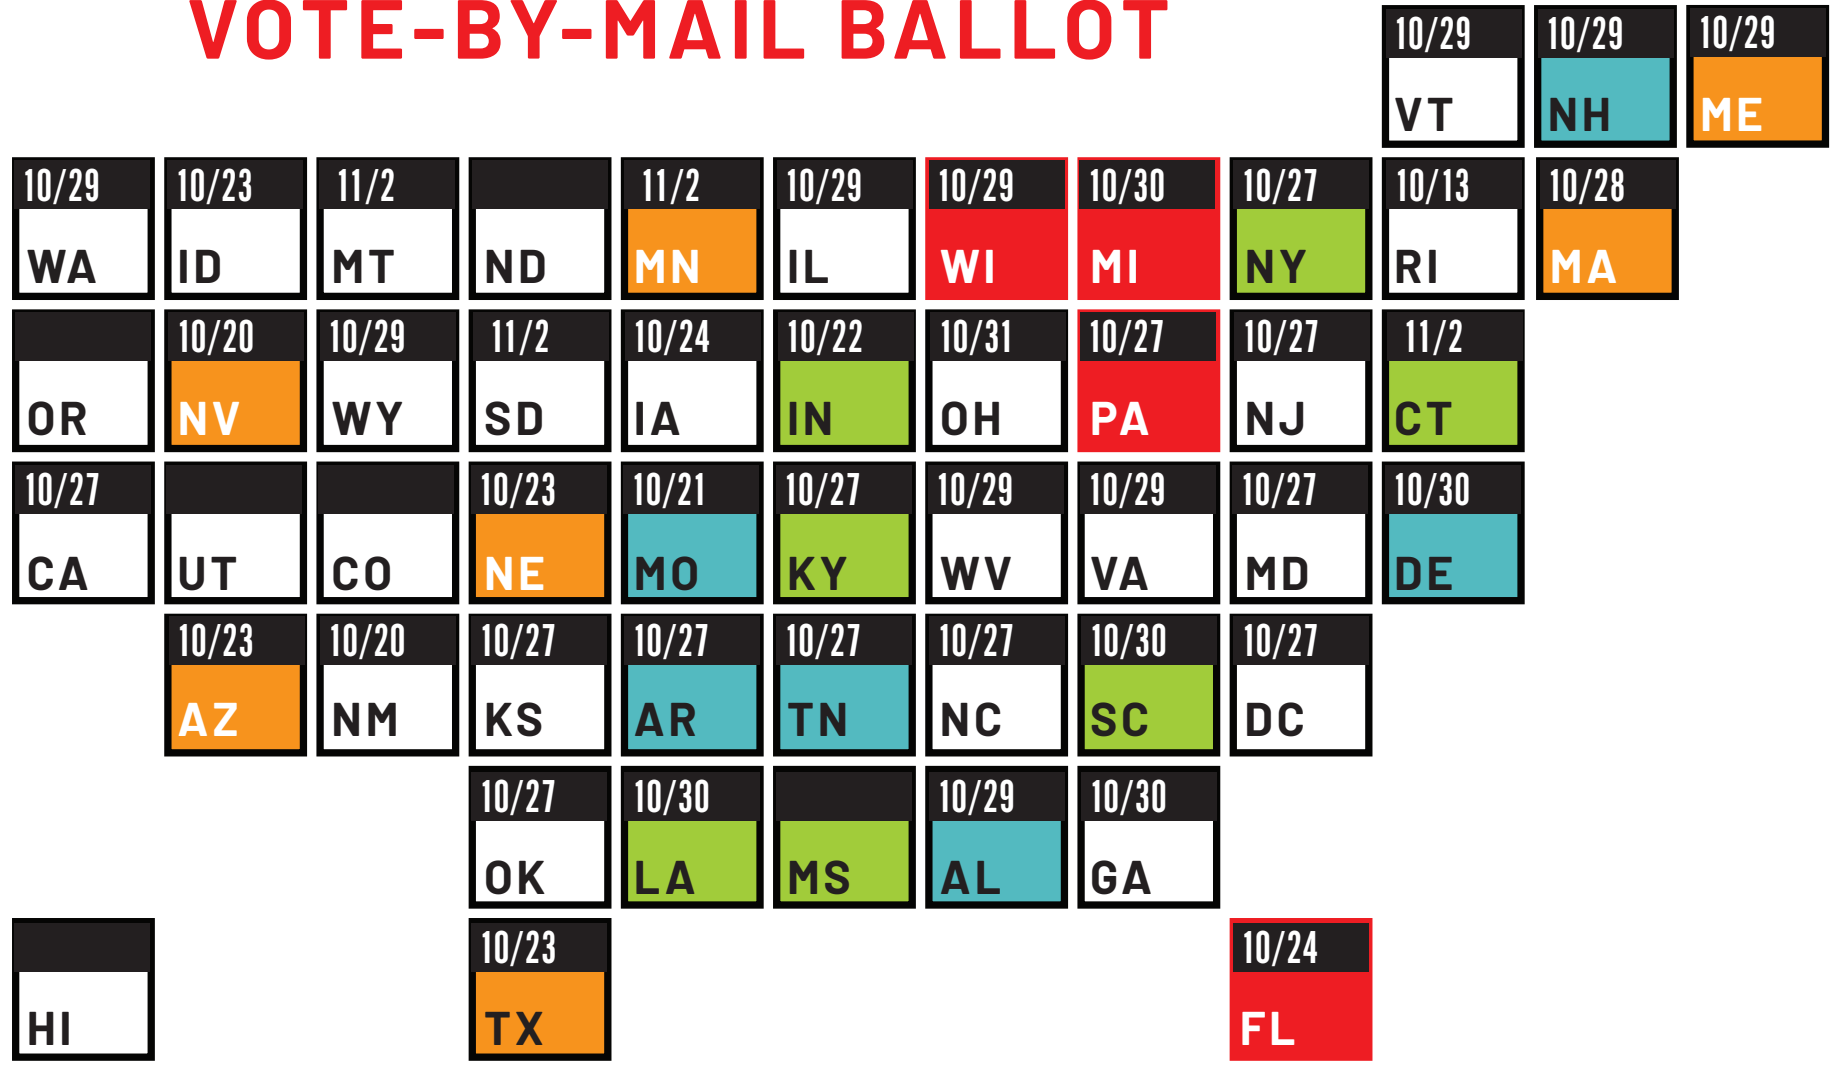 VOTE-BY-MAIL BALLOT
10/29 10/29 10/29
VT NH ME
10/29 10/23 11/2 11/2 10/29 10/29 10/30 10/27 10/13 10/28
WA ID MT ND MN IL WI MI NY RI MA
10/20 10/29 11/2 10/24 10/22 10/31 10/27 10/27 11/2
OR NV WY SD IA IN OH PA NJ CT
10/27 10/23 10/21 10/27 10/29 10/29 10/27 10/30
CA UT CO NE MO KY WV VA MD DE
10/23 10/20 10/27 10/27 10/27 10/27 10/30 10/27
AZ NM KS AR TN NC SC DC
10/27 10/30 10/29 10/30
OK LA MS AL GA
10/23 10/24
HI TX FL